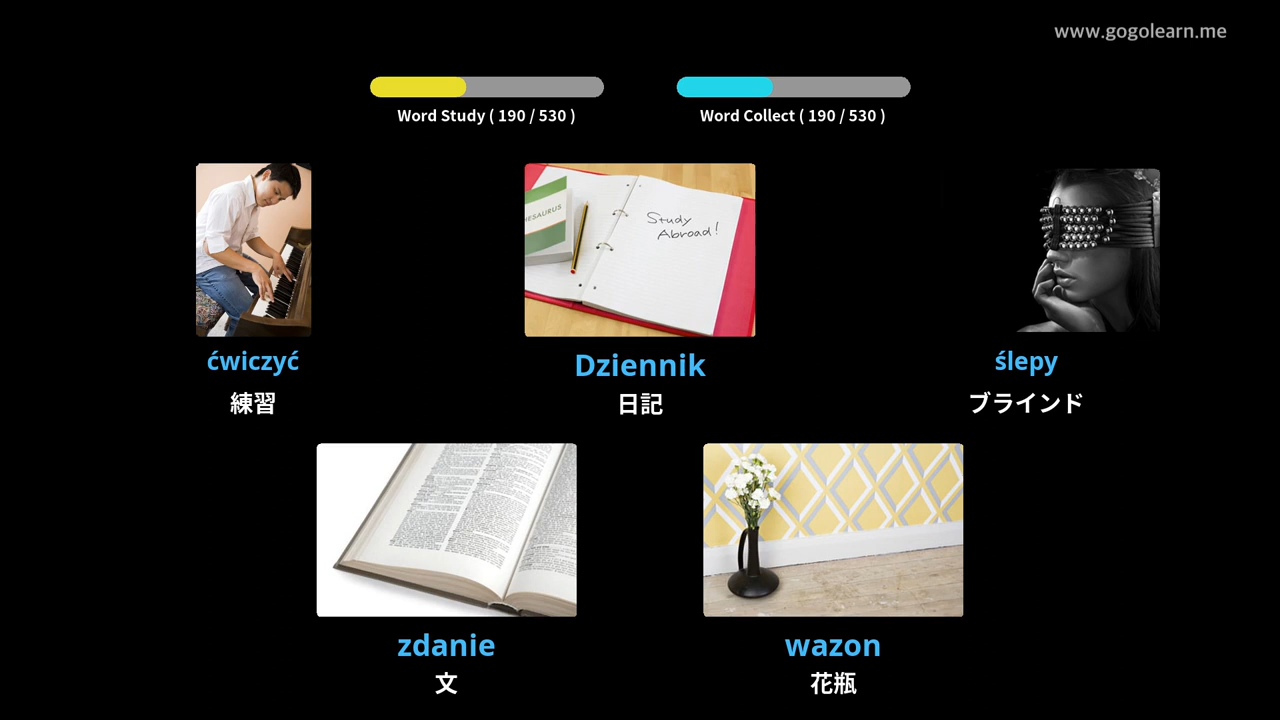 www.gogolearn.me
Word Study ( 190 / 530 )
Word Collect ( 190 / 530 )
HESAURUS
Study
Abroad!
ćwiczyć
練習
Dziennik
日記
ślepy
ブラインド
zdanie
文
wazon
花瓶